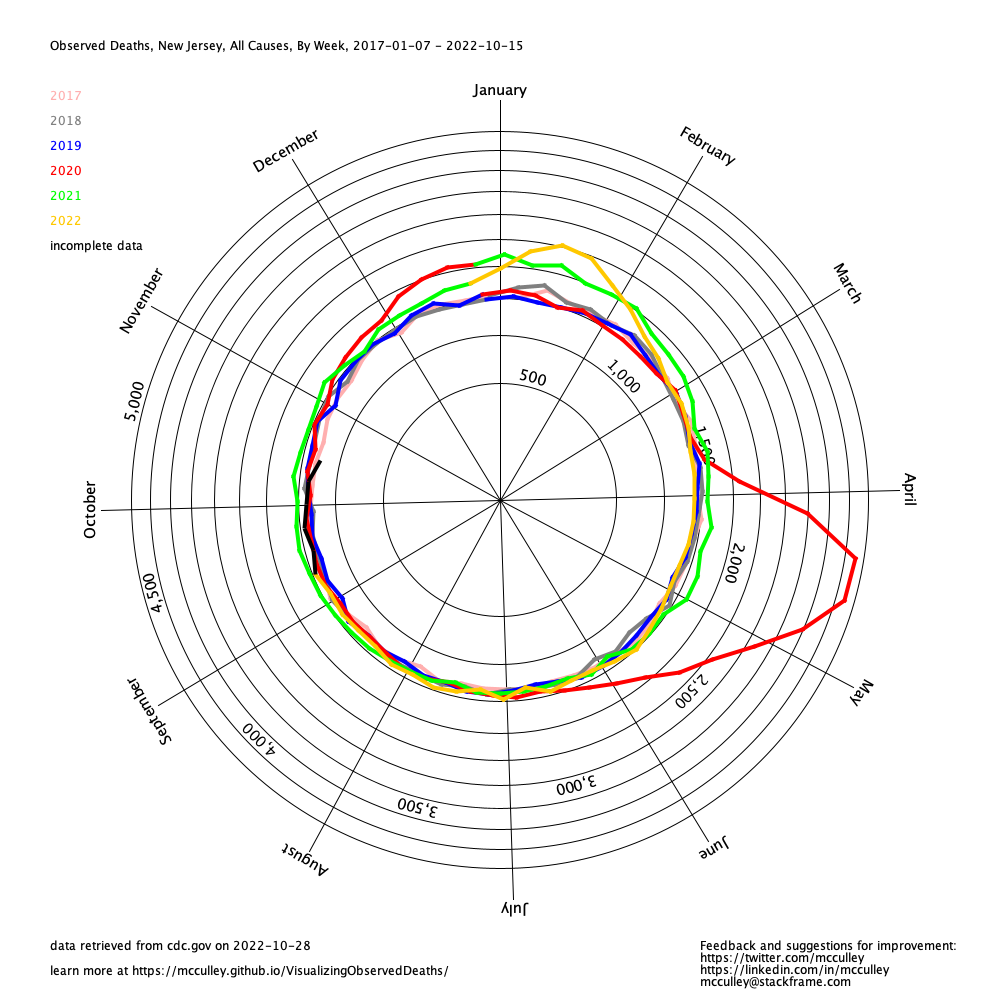 Observed Deaths, New Jersey, All Causes, By Week, 2017-01-07 - 2022-10-15
January
2017
2018
2019
2020
2021
2022
incomplete data
December
February
November
March
500
1,000
5,000
1,500
October
April
2,000
4,500
September
2,500
May
4,000
3,500
3,000
August
June
July
data retrieved from cdc.gov on 2022-10-28
learn more at https://mcculley.github.io/VisualizingObservedDeaths/
Feedback and suggestions for improvement:
https://twitter.com/mcculley
https://linkedin.com/in/mcculley
mcculley@stackframe.com